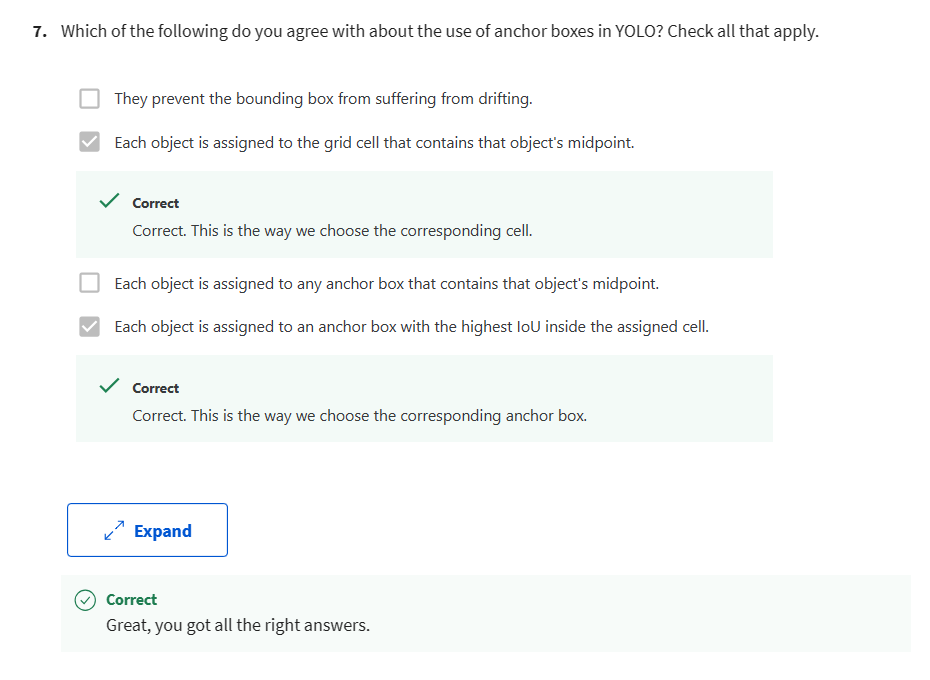 7. Which of the following do you agree with about the use of anchor boxes in YOLO? Check all that apply.
They prevent the bounding box from suffering from drifting.
Each object is assigned to the grid cell that contains that object's midpoint.
Correct
Correct. This is the way we choose the corresponding cell.
Each object is assigned to any anchor box that contains that object's midpoint.
Each object is assigned to an anchor box with the highest IoU inside the assigned cell.
Correct
Correct. This is the way we choose the corresponding anchor box.
Expand
Correct
Great, you got all the right answers.